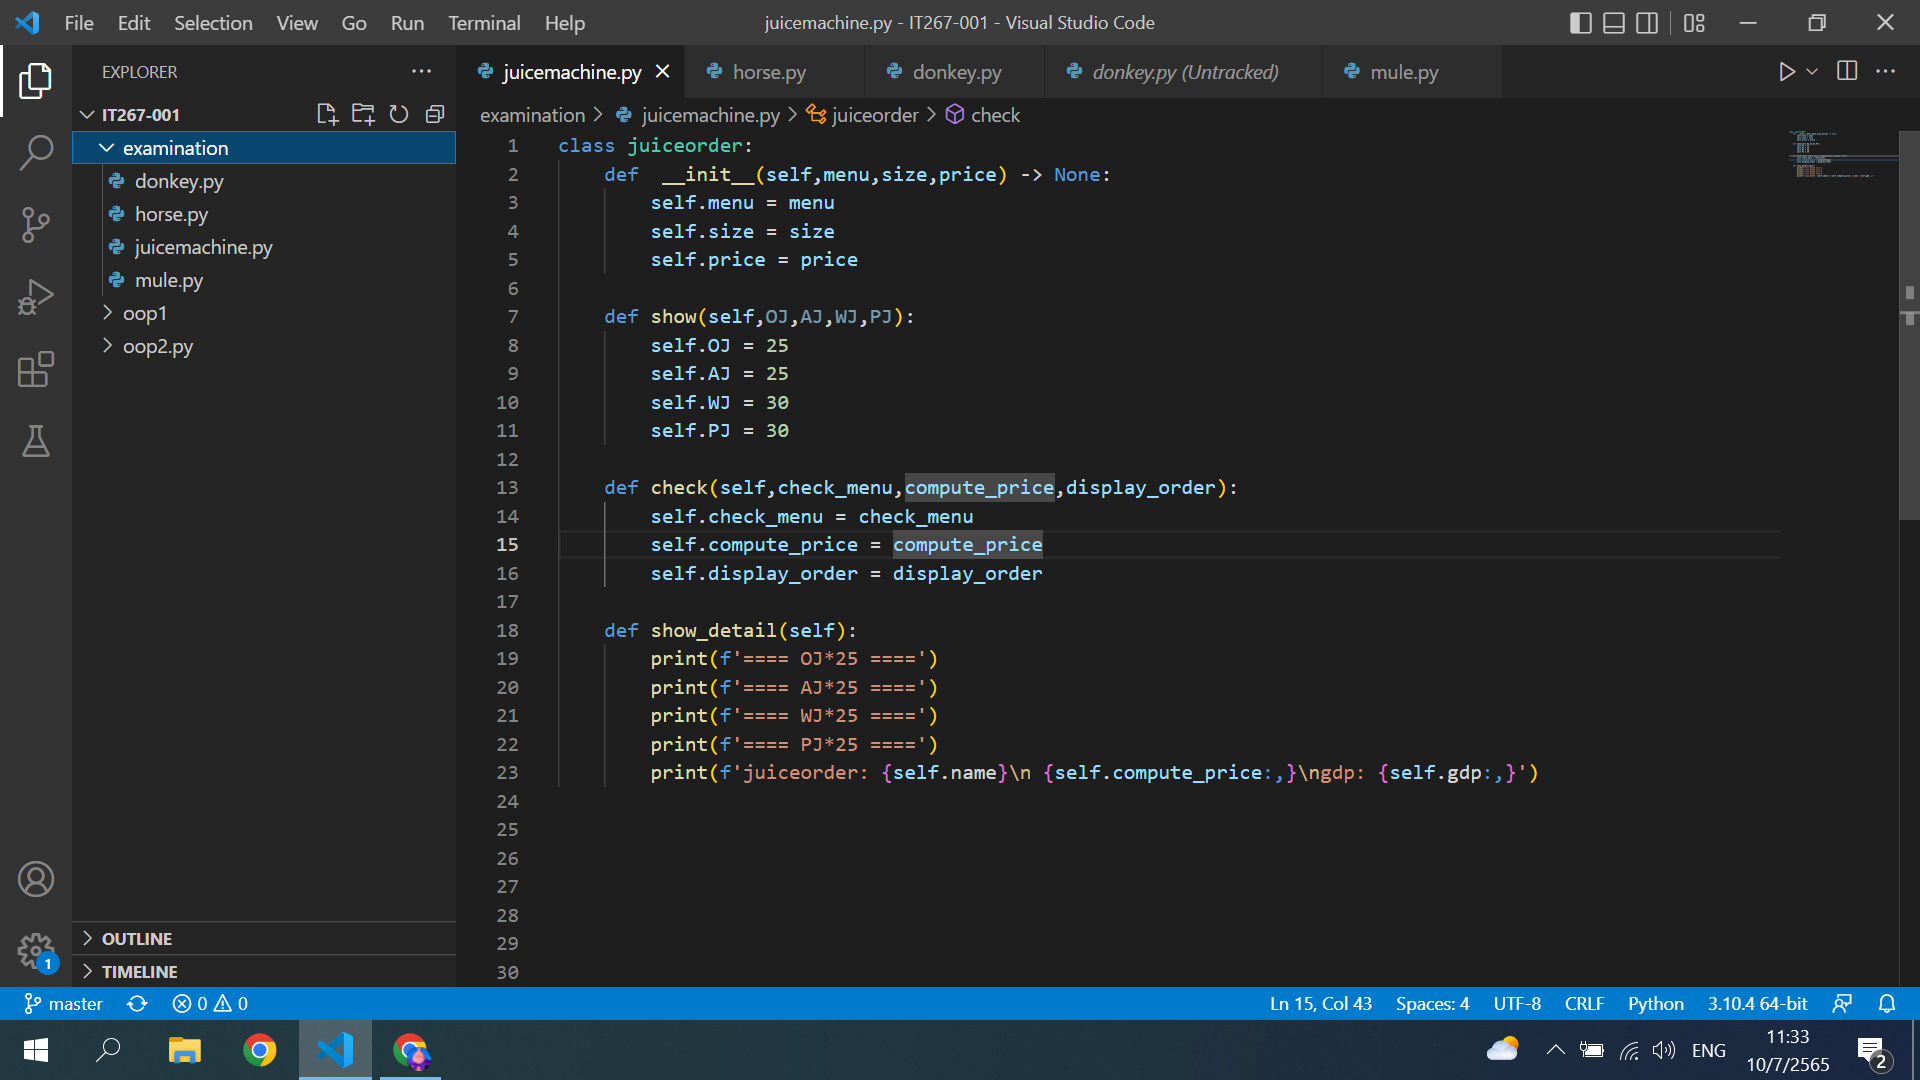 File Edit Selection View Go Run Terminal Help
juicemachine.py - IT267-001 - Visual Studio Code
EXPLORER
IT267-001
examination
donkey.py
horse.py
juicemachine.py
mule.py
oop1
oop2.py
OUTLINE
TIMELINE
juicemachine.py horse.py donkey.py donkey.py (Untracked) mule.py
examination > juicemachine.py > juiceorder > check
1 class juiceorder:
2 def __init__(self,menu,size,price) -> None:
3 self.menu = menu
4 self.size = size
5 self.price = price
6
7 def show(self,OJ,AJ,WJ,PJ):
8 self.OJ = 25
9 self.AJ = 25
10 self.WJ = 30
11 self.PJ = 30
12
13 def check(self,check_menu,compute_price,display_order):
14 self.check_menu = check_menu
15 self.compute_price = compute_price
16 self.display_order = display_order
17
18 def show_detail(self):
19 print(f'==== OJ*25 ====')
20 print(f'==== AJ*25 ====')
21 print(f'==== WJ*25 ====')
22 print(f'==== PJ*25 ====')
23 print(f'juiceorder: {self.name}\n {self.compute_price:,}\ngdp: {self.gdp:,}')
24
25
26
27
28
29
30
1
master 0 0
Ln 15, Col 43 Spaces: 4 UTF-8 CRLF Python 3.10.4 64-bit
ENG
11:33
10/7/2565
2